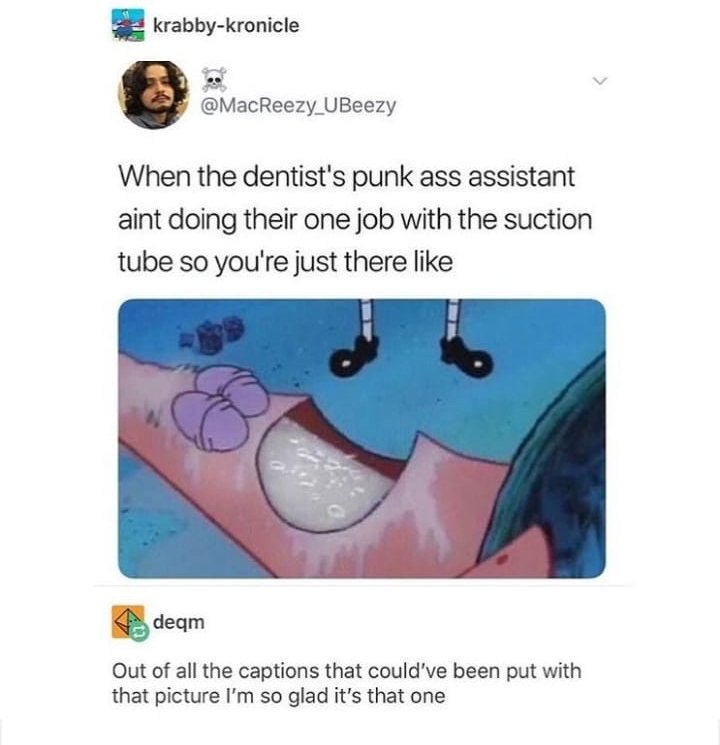 krabby-kronicle
@MacReezy_UBeezy
When the dentist's punk ass assistant
aint doing their one job with the suction
tube so you're just there like
deqm
Out of all the captions that could've been put with
that picture I'm so glad it's that one